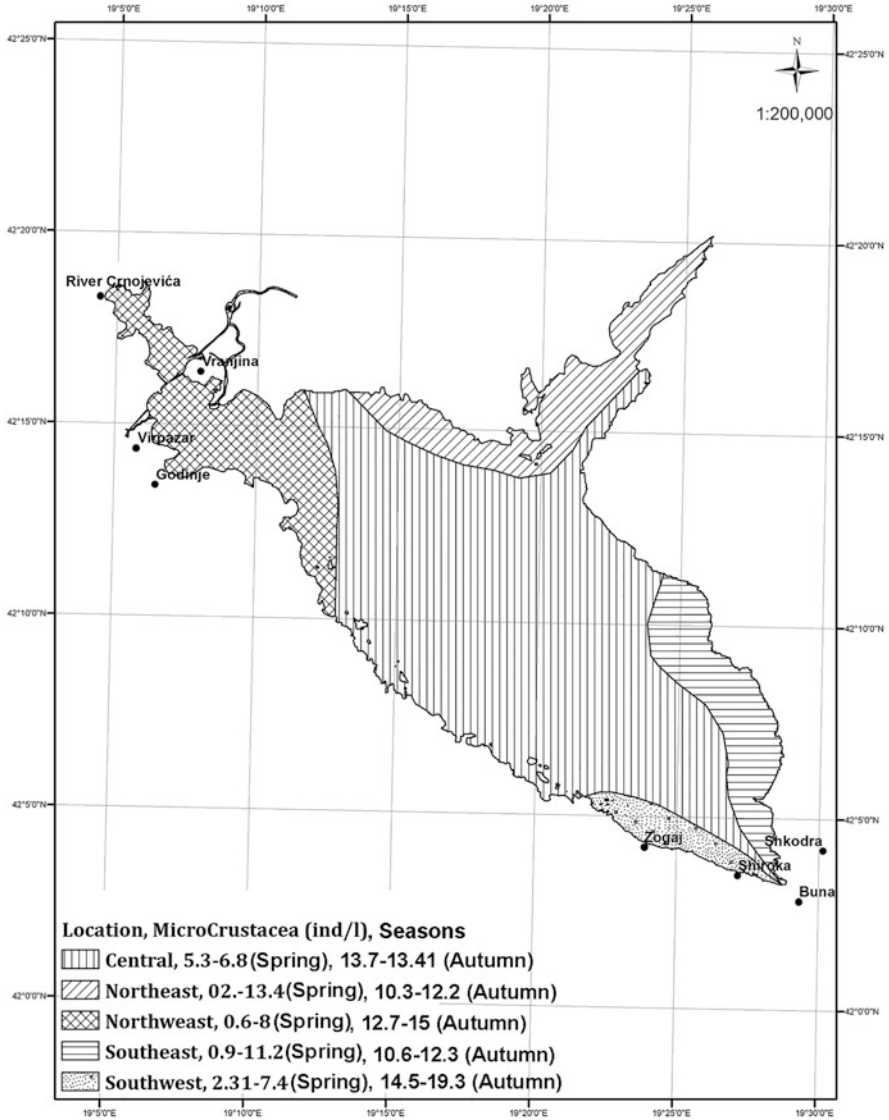 19°5'0"E 19°10'0"E 19°15'0"E 19°20'0"E 19°25'0"E 19°30'0"E
42°25'0"N 42°25'0"N
N
1:200,000
42°20'0"N 42°20'0"N
River Crnojevića
Vranjina
42°15'0"N 42°15'0"N
Virpazar
Godinje
42°10'0"N 42°10'0"N
42°5'0"N 42°5'0"N
Zogaj
Shkodra
Shiroka
Buna
Location, MicroCrustacea (ind/l), Seasons
Central, 5.3-6.8(Spring), 13.7-13.41 (Autumn)
Northeast, 02.-13.4(Spring), 10.3-12.2 (Autumn)
42°0'0"N 42°0'0"N
Northwest, 0.6-8(Spring), 12.7-15 (Autumn)
Southeast, 0.9-11.2(Spring), 10.6-12.3 (Autumn)
Southwest, 2.31-7.4(Spring), 14.5-19.3 (Autumn)
19°5'0"E 19°10'0"E 19°15'0"E 19°20'0"E 19°25'0"E 19°30'0"E